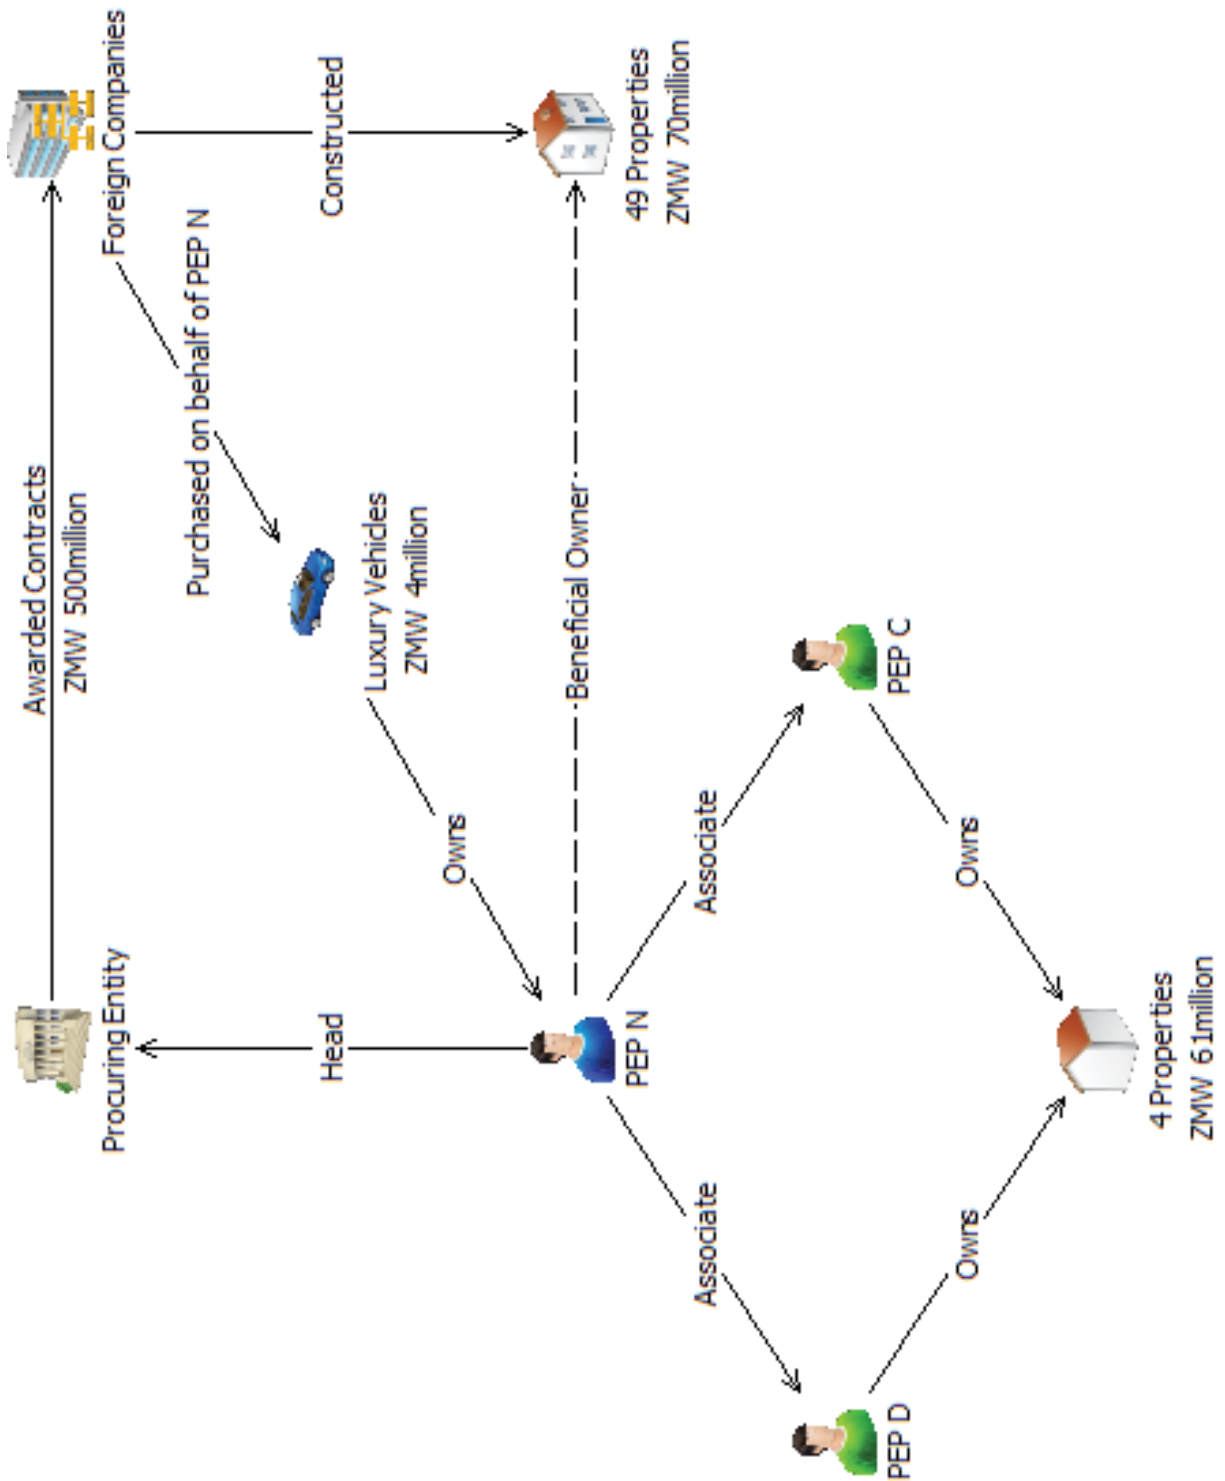 Procuring Entity
Awarded Contracts
ZMW 500million
Foreign Companies
Purchased on behalf of PEP N
Head
Constructed
Luxury Vehicles
ZMW 4million
Owns
PEP N
Beneficial Owner
49 Properties
ZMW 70million
Associate
Associate
PEP D
PEP C
Owns
Owns
4 Properties
ZMW 61million